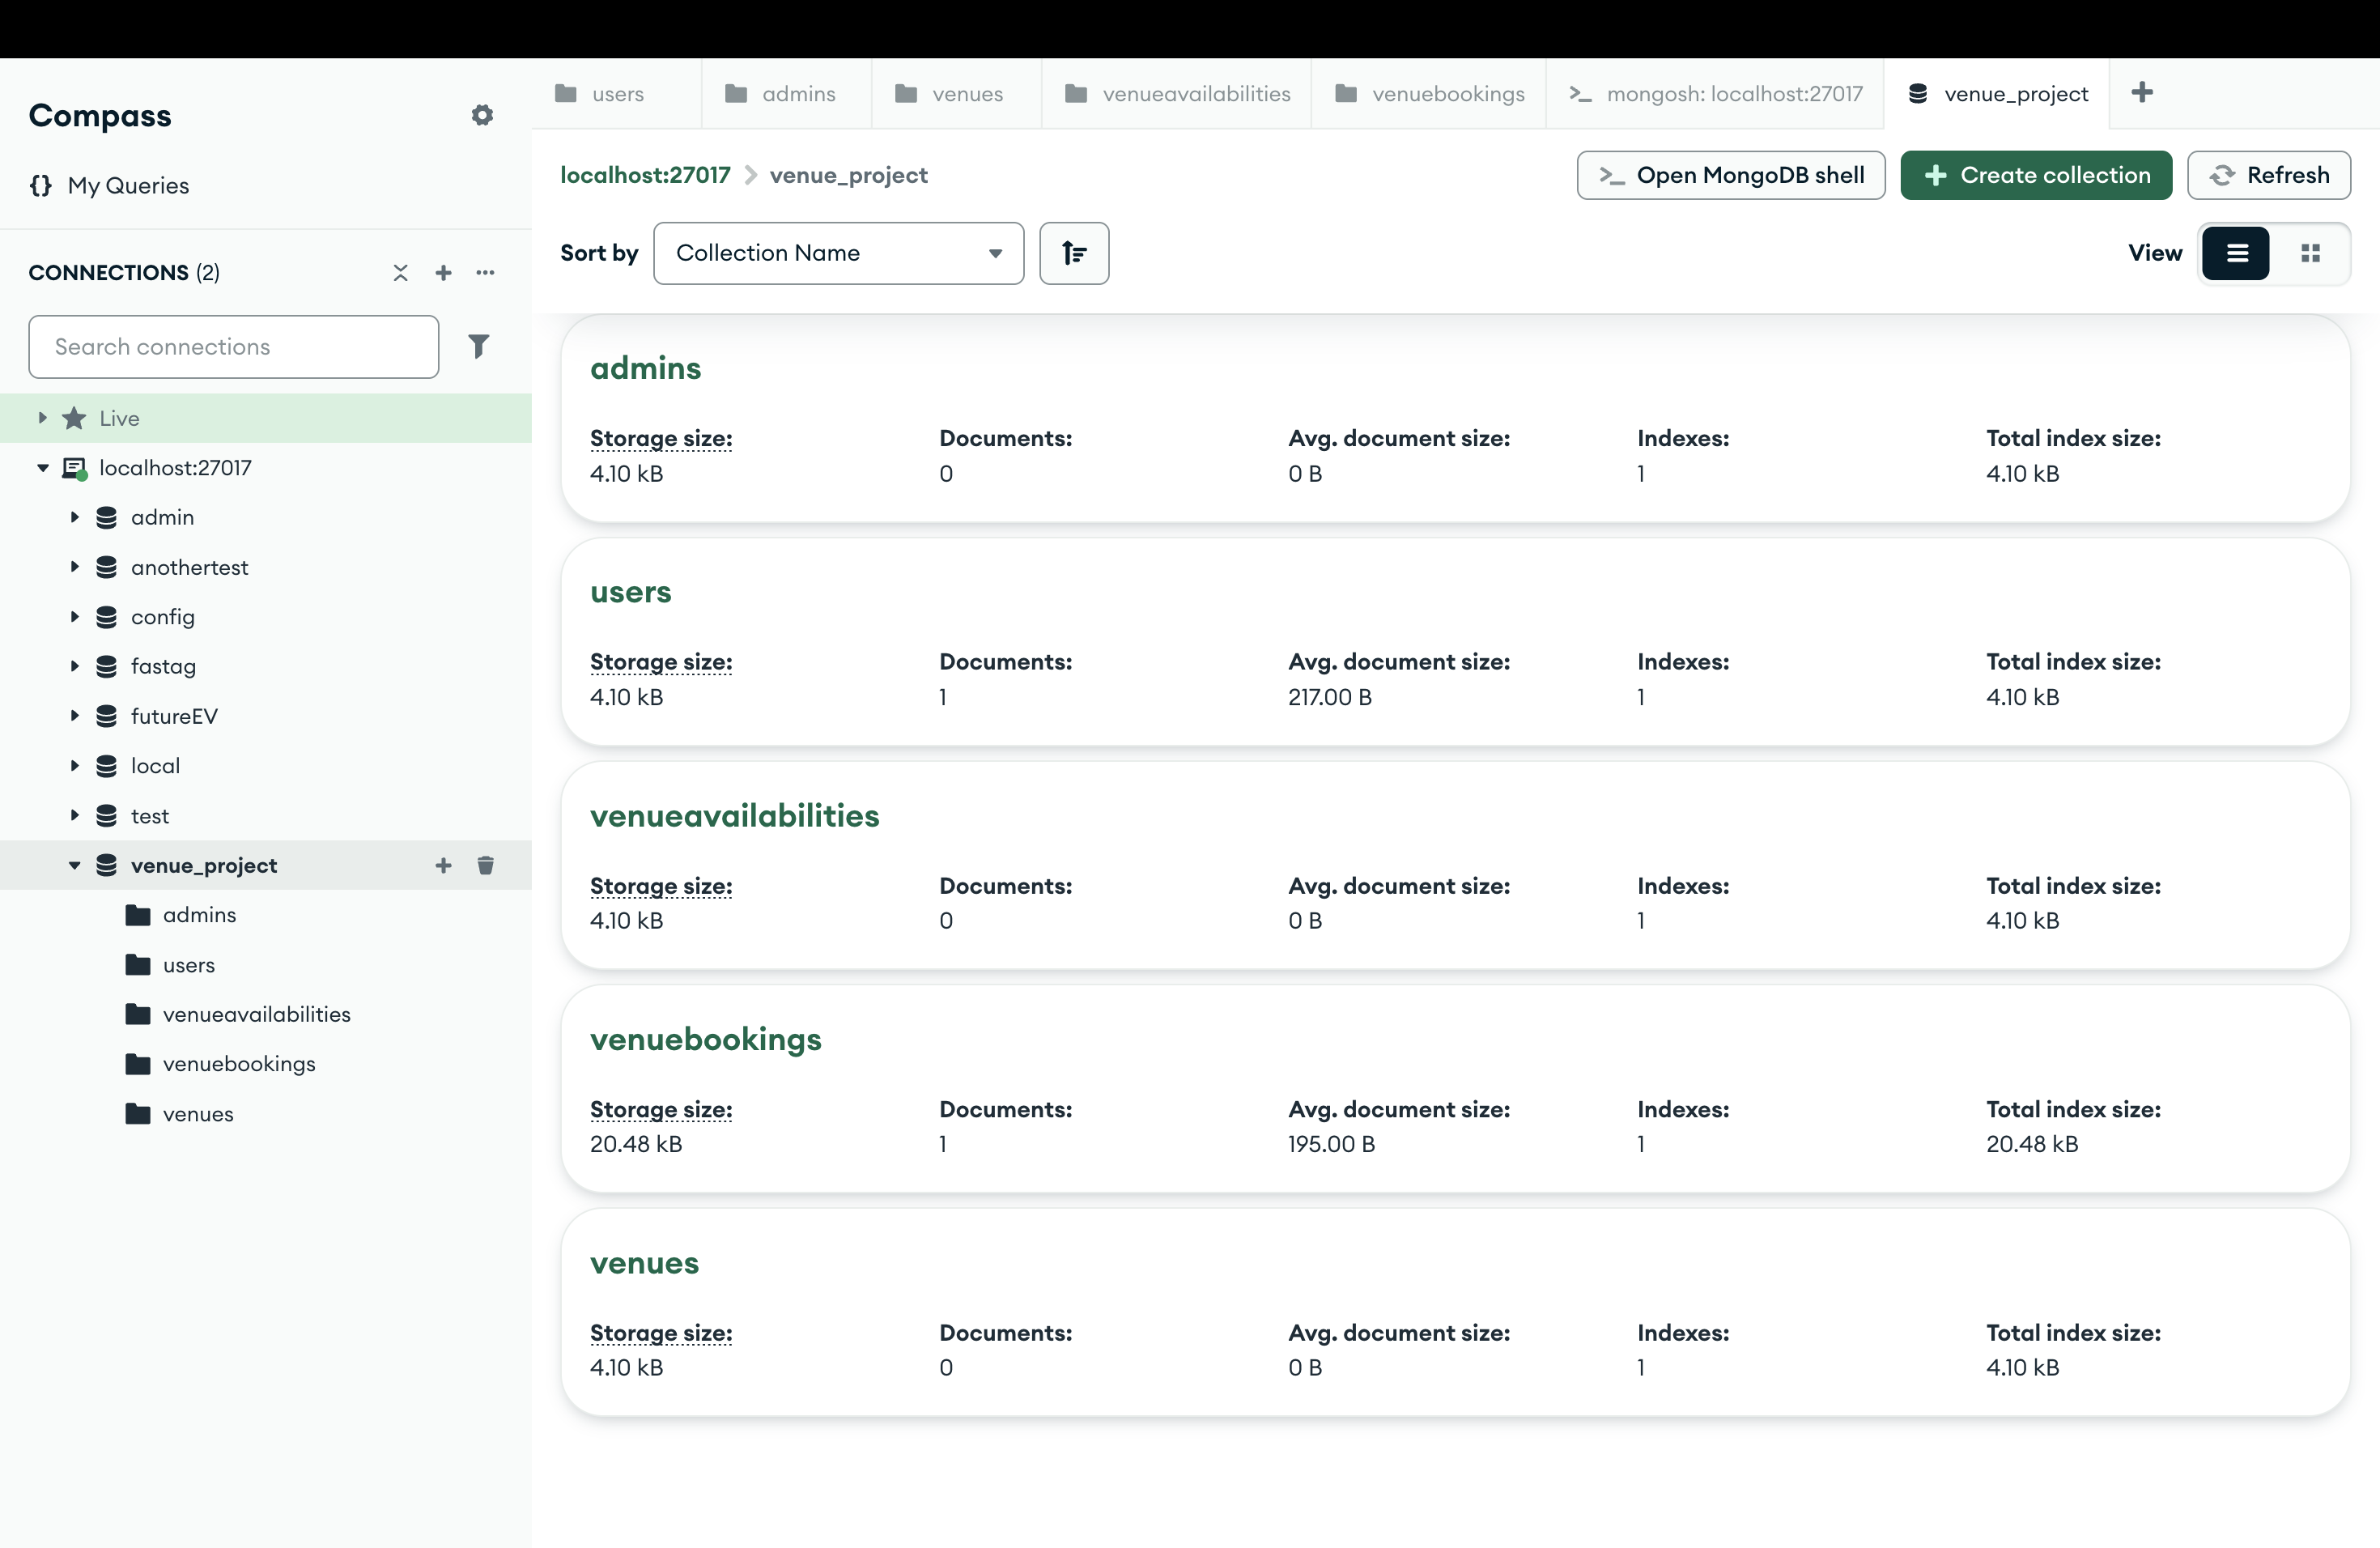 Compass
My Queries
CONNECTIONS (2)
Search connections
Live
localhost:27017
admin
anothertest
config
fastag
futureEV
local
test
venue_project
admins
users
venueavailabilities
venuebookings
venues
users admins venues venueavailabilities venuebookings mongosh: localhost:27017 venue_project
localhost:27017 venue_project Open MongoDB shell Create collection Refresh
Sort by Collection Name View
admins
Storage size: Documents: Avg. document size: Indexes: Total index size:
4.10 kB 0 0 B 1 4.10 kB
users
Storage size: Documents: Avg. document size: Indexes: Total index size:
4.10 kB 1 217.00 B 1 4.10 kB
venueavailabilities
Storage size: Documents: Avg. document size: Indexes: Total index size:
4.10 kB 0 0 B 1 4.10 kB
venuebookings
Storage size: Documents: Avg. document size: Indexes: Total index size:
20.48 kB 1 195.00 B 1 20.48 kB
venues
Storage size: Documents: Avg. document size: Indexes: Total index size:
4.10 kB 0 0 B 1 4.10 kB